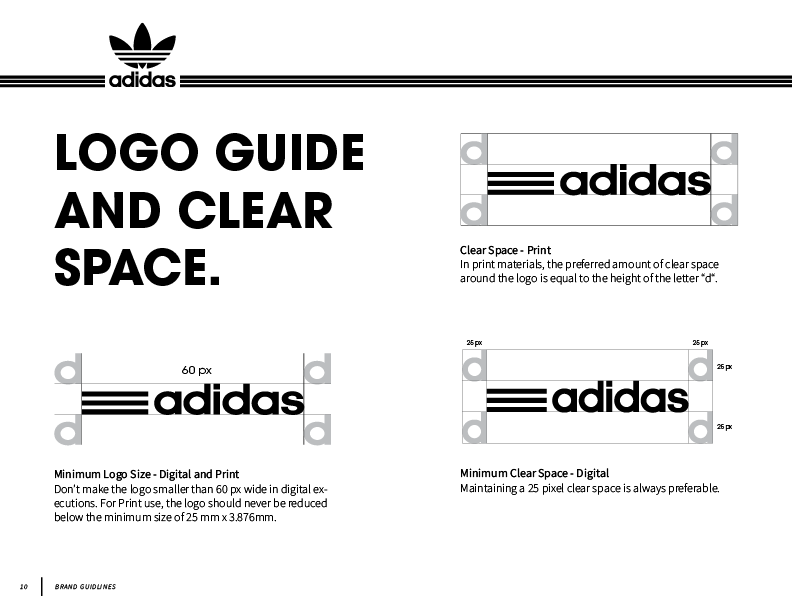 adidas
LOGO GUIDE
AND CLEAR
SPACE.
d d
adidas
d d
Clear Space - Print
In print materials, the preferred amount of clear space
around the logo is equal to the height of the letter “d“.
d 60 px d
adidas
d d
Minimum Logo Size - Digital and Print
Don’t make the logo smaller than 60 px wide in digital ex-
ecutions. For Print use, the logo should never be reduced
below the minimum size of 25 mm x 3.876mm.
25 px 25 px
d d 25 px
adidas
d d 25 px
Minimum Clear Space - Digital
Maintaining a 25 pixel clear space is always preferable.
10 BRAND GUIDLINES